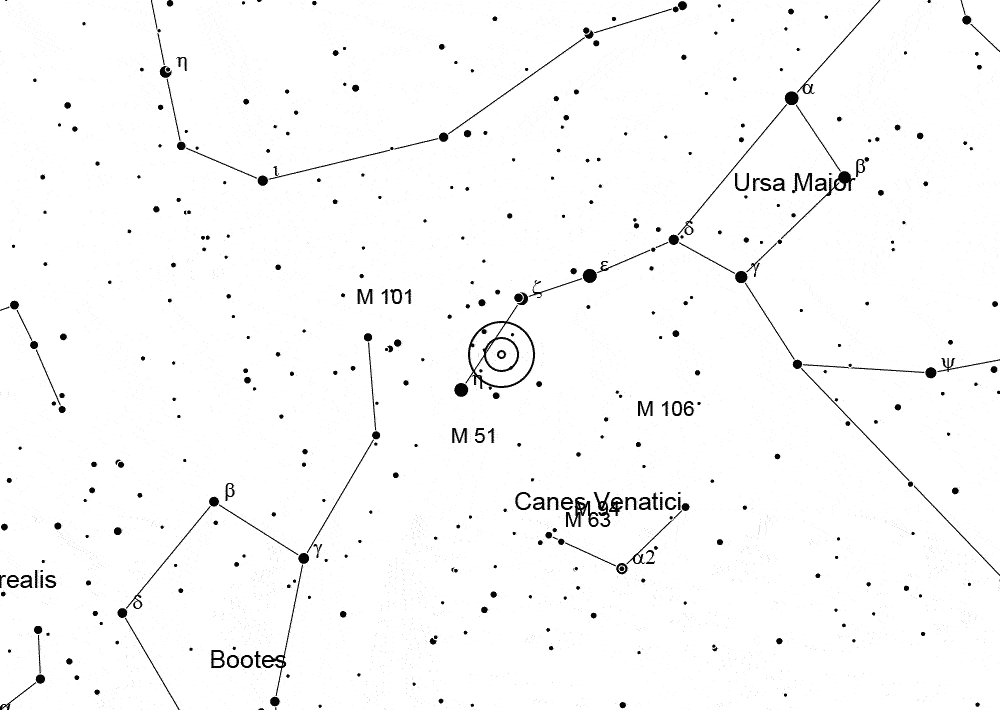 η
α
β
Ursa Major
ι
δ
γ
ε
ζ
M 101
η
ψ
M 106
M 51
β
Canes Venatici
M 94
M 63
γ
α2
realis
δ
Bootes
α